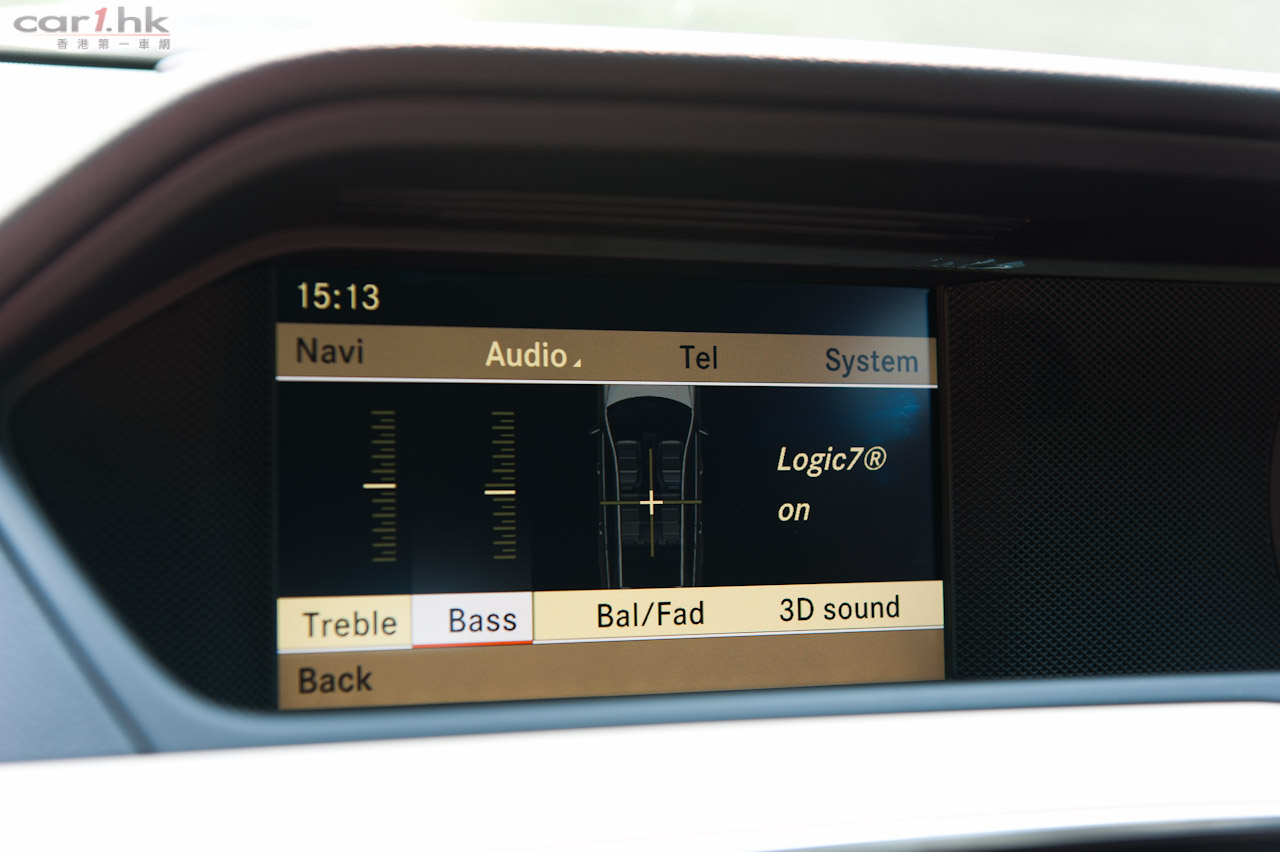 car1.hk
香港第一車網
15:13
Navi Audio Tel System
Logic7®
on
Treble Bass Bal/Fad 3D sound
Back